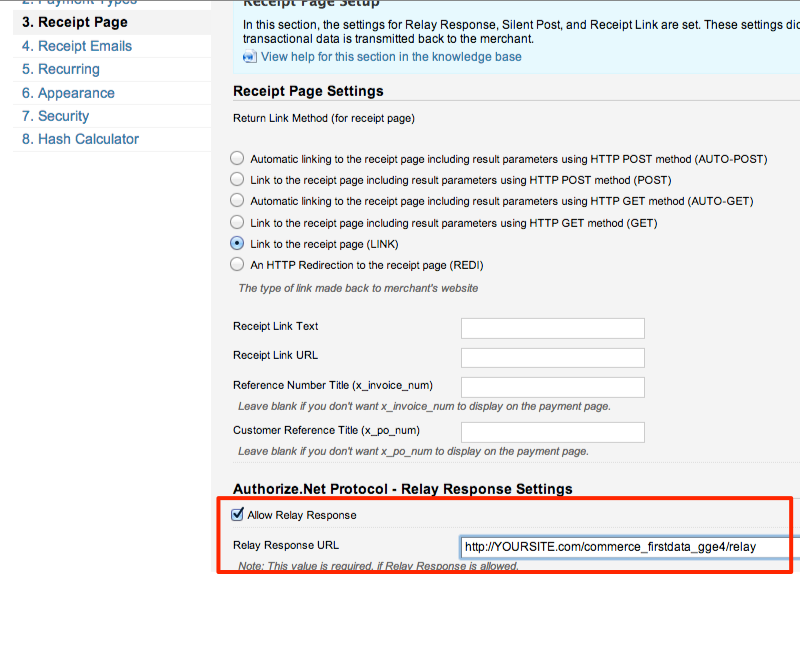 2. Payment Types
3. Receipt Page
4. Receipt Emails
5. Recurring
6. Appearance
7. Security
8. Hash Calculator
Receipt Page Setup
In this section, the settings for Relay Response, Silent Post, and Receipt Link are set. These settings
transactional data is transmitted back to the merchant.
View help for this section in the knowledge base
Receipt Page Settings
Return Link Method (for receipt page)
Automatic linking to the receipt page including result parameters using HTTP POST method (AUTO-POST)
Link to the receipt page including result parameters using HTTP POST method (POST)
Automatic linking to the receipt page including result parameters using HTTP GET method (AUTO-GET)
Link to the receipt page including result parameters using HTTP GET method (GET)
Link to the receipt page (LINK)
An HTTP Redirection to the receipt page (REDI)
The type of link made back to merchant's website
Receipt Link Text
Receipt Link URL
Reference Number Title (x_invoice_num)
Leave blank if you don't want x_invoice_num to display on the payment page.
Customer Reference Title (x_po_num)
Leave blank if you don't want x_po_num to display on the payment page.
Authorize.Net Protocol - Relay Response Settings
Allow Relay Response
Relay Response URL http://YOURSITE.com/commerce_firstdata_gge4/relay
Note: This value is required, if Relay Response is allowed.